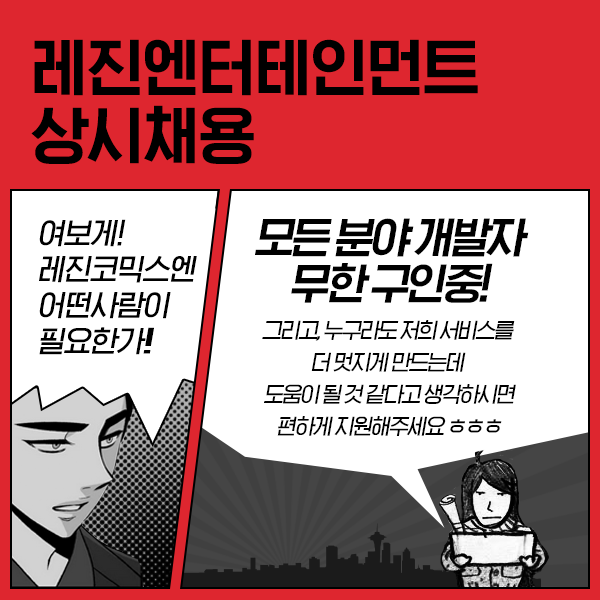 레진엔터테인먼트
상시채용
여보게!
레진코믹스엔
어떤사람이
필요한가!!
모든 분야 개발자
무한 구인중!
그리고, 누구라도 저희 서비스를
더 멋지게 만드는데
도움이 될 것 같다고 생각하시면
편하게 지원해주세요 ㅎㅎㅎ